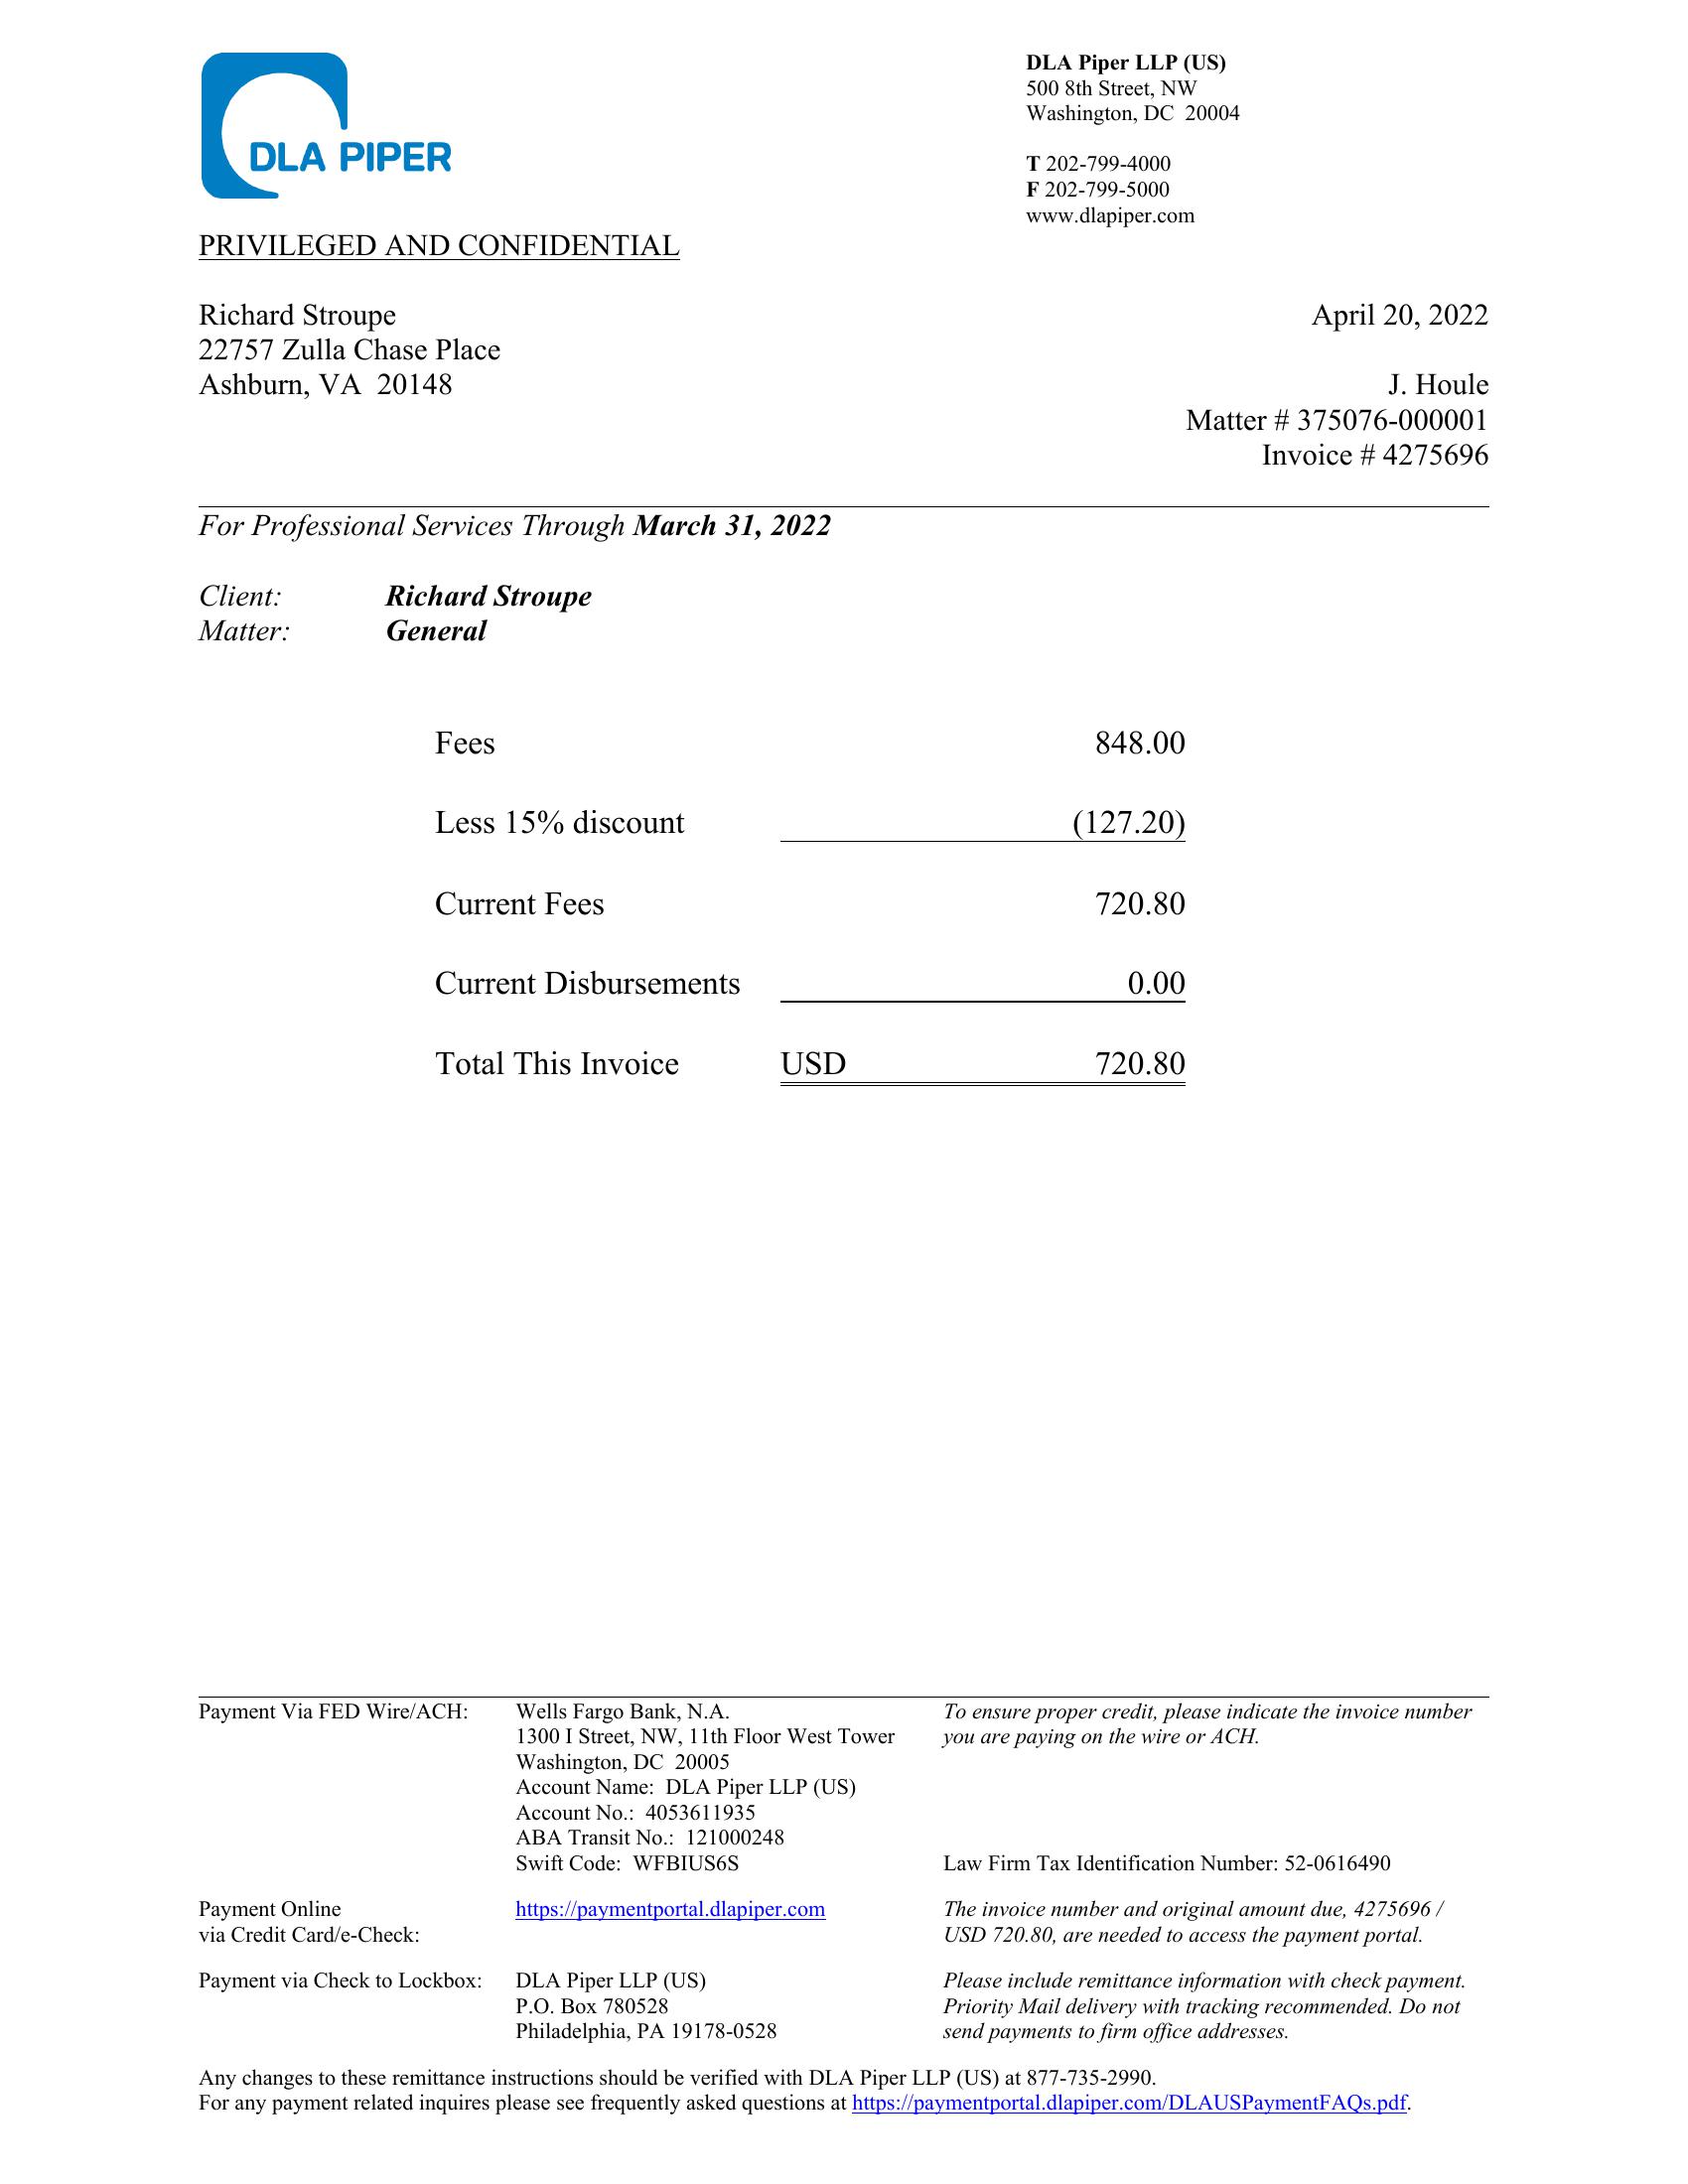 DLA PIPER
DLA Piper LLP (US)
500 8th Street, NW
Washington, DC  20004
T 202-799-4000
F 202-799-5000
www.dlapiper.com
PRIVILEGED AND CONFIDENTIAL
Richard Stroupe
22757 Zulla Chase Place
Ashburn, VA  20148
April 20, 2022
J. Houle
Matter # 375076-000001
Invoice # 4275696
For Professional Services Through March 31, 2022
Client: Richard Stroupe
Matter: General
Fees 848.00
Less 15% discount (127.20)
Current Fees 720.80
Current Disbursements 0.00
Total This Invoice USD 720.80
Payment Via FED Wire/ACH:
Wells Fargo Bank, N.A.
1300 I Street, NW, 11th Floor West Tower
Washington, DC  20005
Account Name:  DLA Piper LLP (US)
Account No.:  4053611935
ABA Transit No.:  121000248
Swift Code:  WFBIUS6S
To ensure proper credit, please indicate the invoice number
you are paying on the wire or ACH.
Law Firm Tax Identification Number: 52-0616490
Payment Online
via Credit Card/e-Check:
https://paymentportal.dlapiper.com
The invoice number and original amount due, 4275696 /
USD 720.80, are needed to access the payment portal.
Payment via Check to Lockbox:
DLA Piper LLP (US)
P.O. Box 780528
Philadelphia, PA 19178-0528
Please include remittance information with check payment.
Priority Mail delivery with tracking recommended. Do not
send payments to firm office addresses.
Any changes to these remittance instructions should be verified with DLA Piper LLP (US) at 877-735-2990.
For any payment related inquires please see frequently asked questions at https://paymentportal.dlapiper.com/DLAUSPaymentFAQs.pdf.